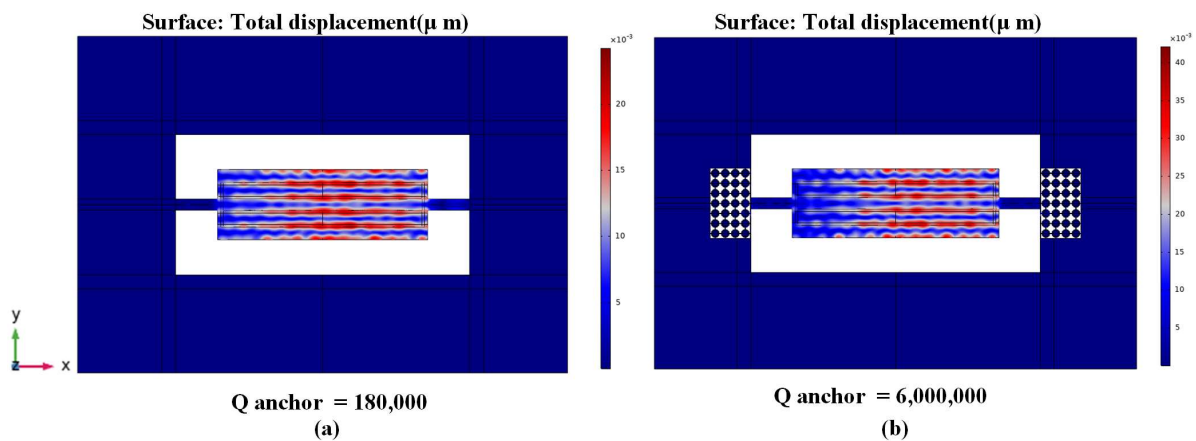 Surface: Total displacement(μ m)
×10⁻³
20
15
10
5
y
z
x
Q anchor = 180,000
(a)
Surface: Total displacement(μ m)
×10⁻³
40
35
30
25
20
15
10
5
Q anchor = 6,000,000
(b)